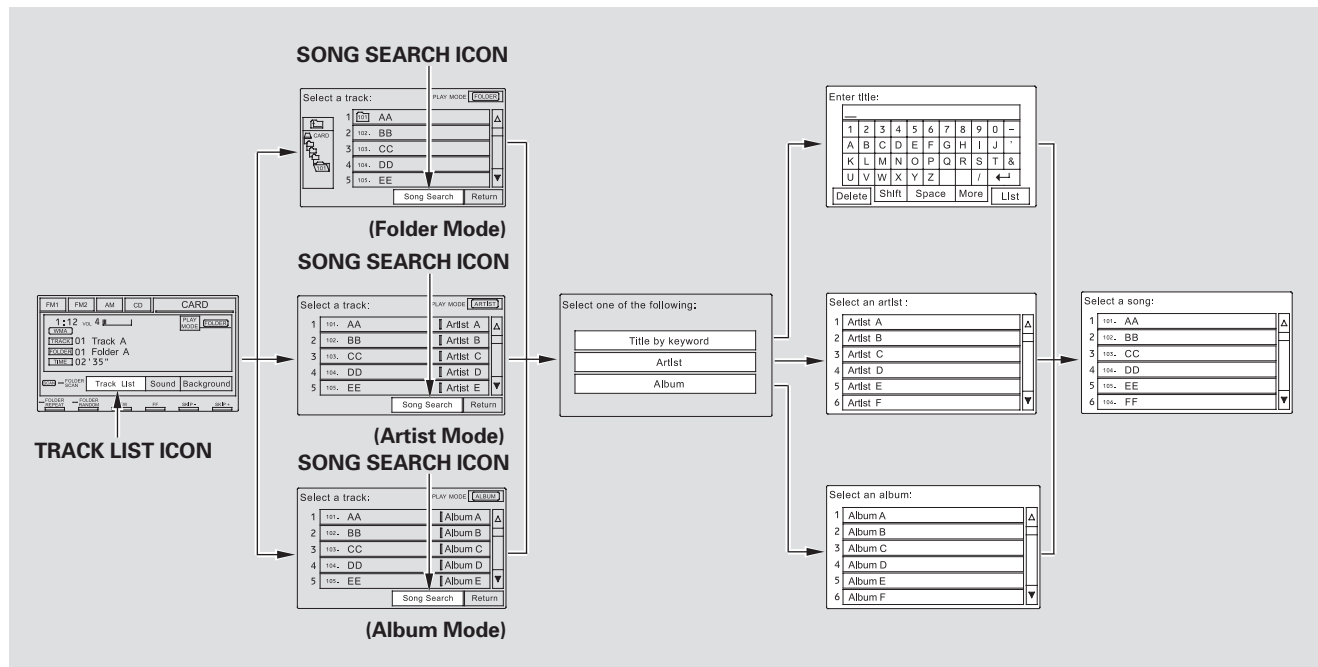 FM1 FM2 AM CD CARD
1:12 VOL 4
PLAY MODE FOLDER
WMA
TRACK 01 Track A
FOLDER 01 Folder A
TIME 02'35"
SCAN FOLDER SCAN Track List Sound Background
FOLDER REPEAT FOLDER RANDOM FF SKIP- SKIP+
TRACK LIST ICON
SONG SEARCH ICON
Select a track: PLAY MODE FOLDER
CARD
101
1 101 AA
2 102. BB
3 103. CC
4 104. DD
5 105. EE
Song Search Return
(Folder Mode)
SONG SEARCH ICON
Select a track: PLAY MODE ARTIST
1 101. AA Artist A
2 102. BB Artist B
3 103. CC Artist C
4 104. DD Artist D
5 105. EE Artist E
Song Search Return
(Artist Mode)
SONG SEARCH ICON
Select a track: PLAY MODE ALBUM
1 101. AA Album A
2 102. BB Album B
3 103. CC Album C
4 104. DD Album D
5 105. EE Album E
Song Search Return
(Album Mode)
Select one of the following:
Title by keyword
Artist
Album
Enter title:
1 2 3 4 5 6 7 8 9 0 -
A B C D E F G H I J '
K L M N O P Q R S T &
U V W X Y Z /
Delete Shift Space More List
Select an artist :
1 Artist A
2 Artist B
3 Artist C
4 Artist D
5 Artist E
6 Artist F
Select an album:
1 Album A
2 Album B
3 Album C
4 Album D
5 Album E
6 Album F
Select a song:
1 101. AA
2 102. BB
3 103. CC
4 104. DD
5 105. EE
6 106. FF